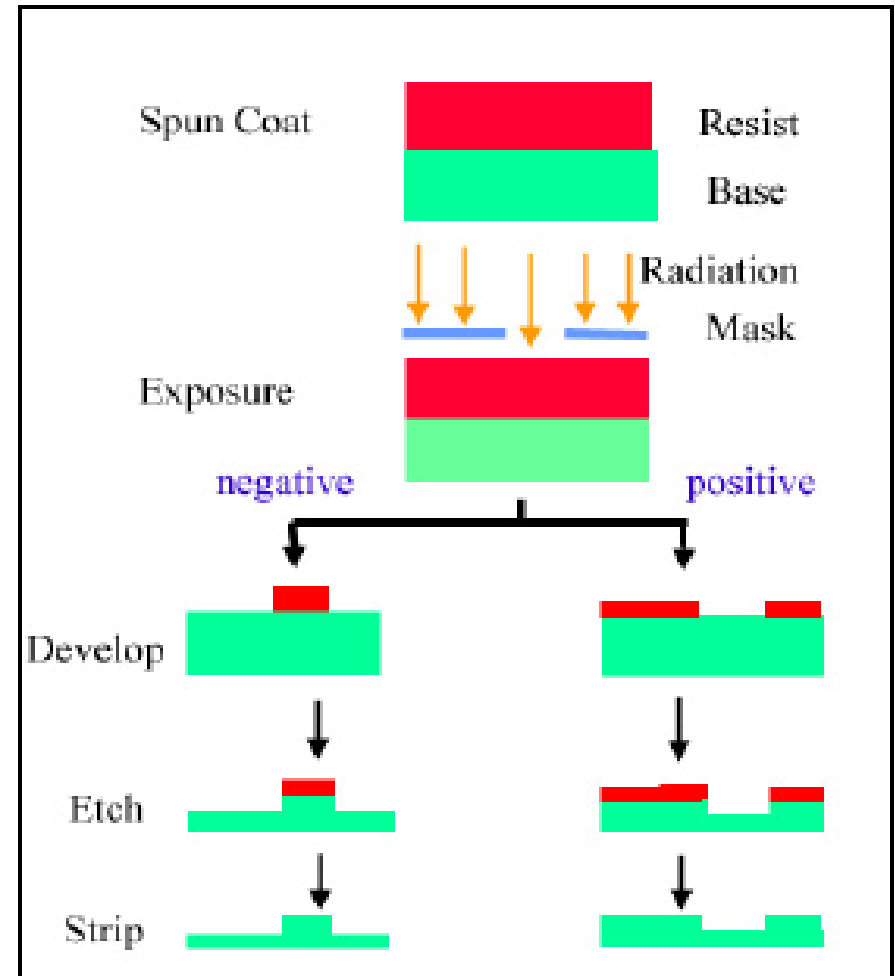 Spun Coat
Resist
Base
Radiation
Mask
Exposure
negative
positive
Develop
Etch
Strip